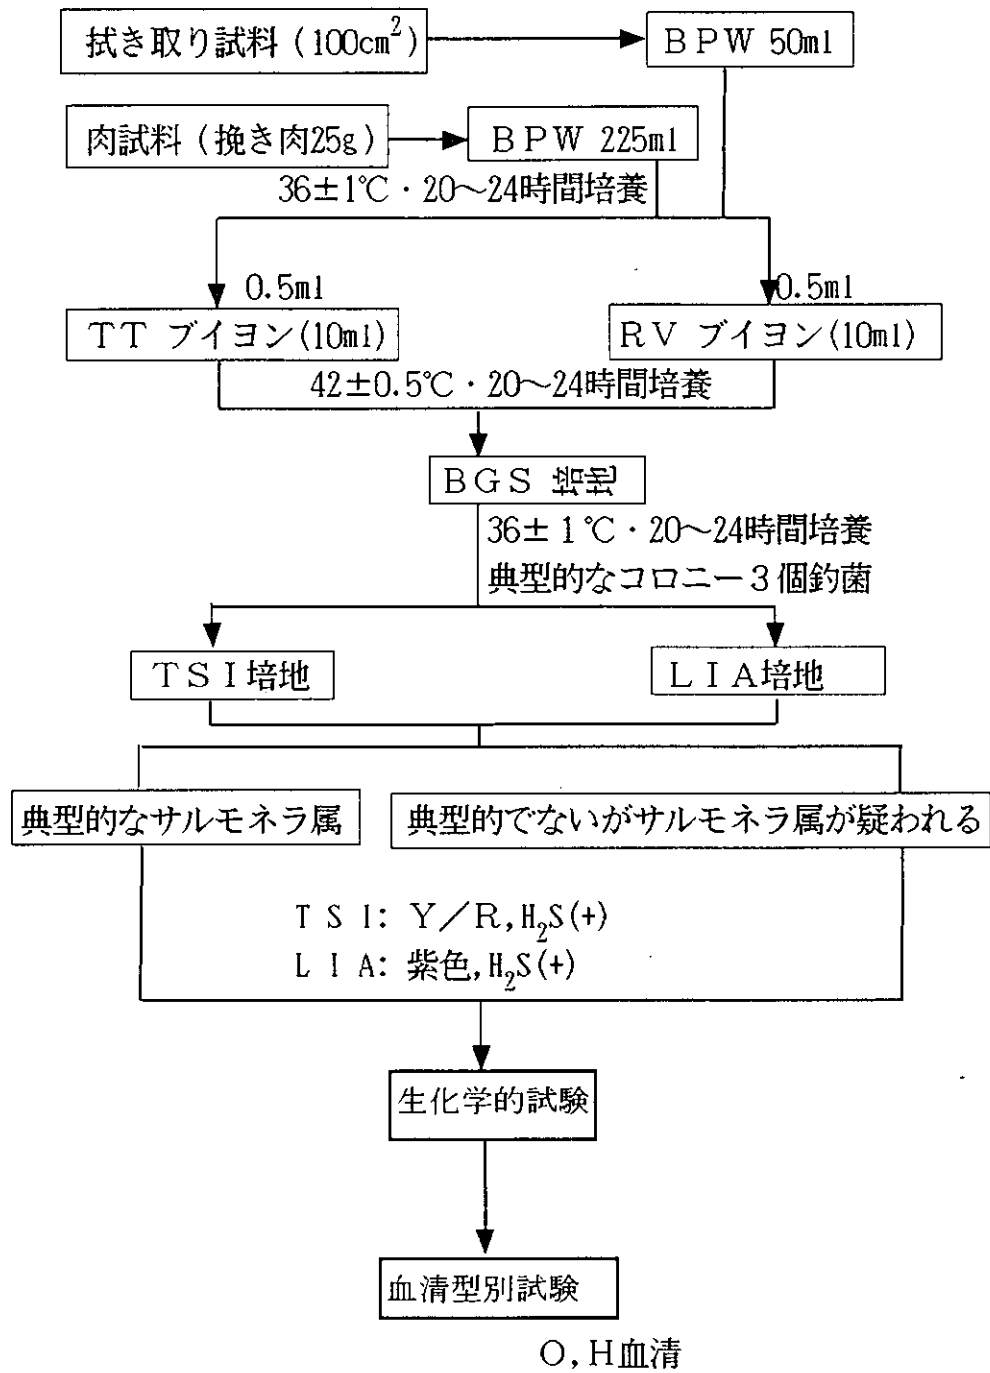 拭き取り試料(100cm²)
BPW 50ml
肉試料(挽き肉25g)
BPW 225ml
36±1℃・20〜24時間培養
0.5ml
0.5ml
TT ブイヨン(10ml)
RV ブイヨン(10ml)
42±0.5℃・20〜24時間培養
BGS 培地
36±1℃・20〜24時間培養
典型的なコロニー3個釣菌
TSI培地
LIA培地
典型的なサルモネラ属
典型的でないがサルモネラ属が疑われる
TSI: Y/R,H₂S(+)
LIA: 紫色,H₂S(+)
生化学的試験
血清型別試験
O,H血清